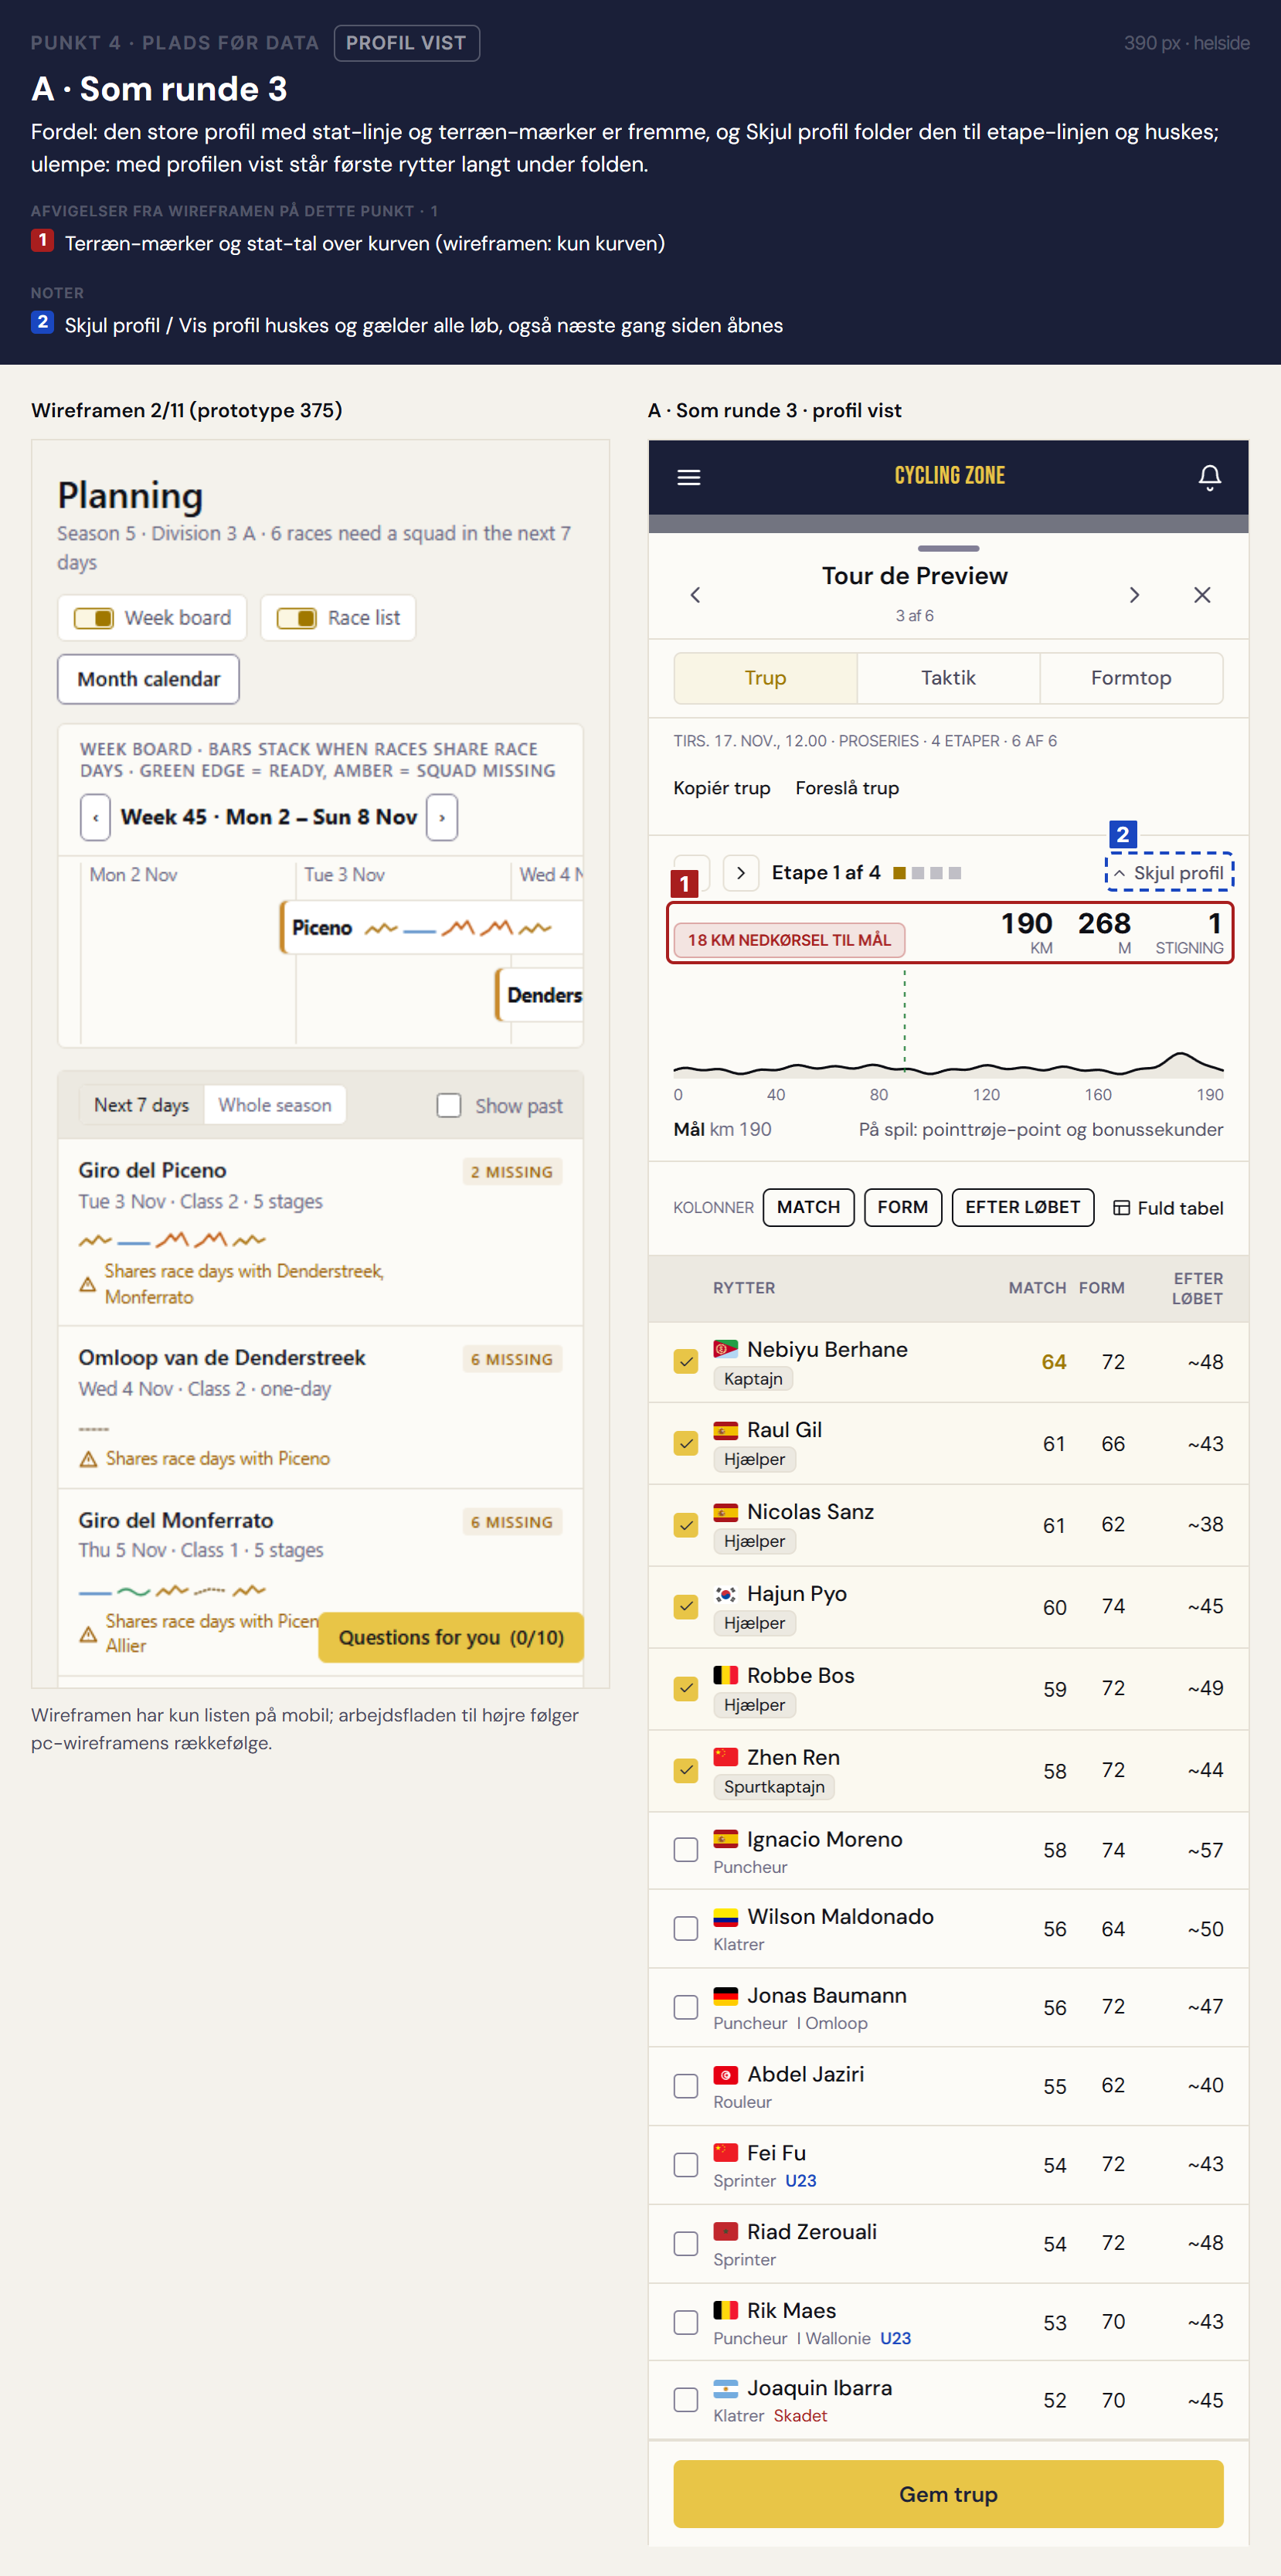 PUNKT 4 · PLADS FØR DATA PROFIL VIST
390 px · helside
A · Som runde 3
Fordel: den store profil med stat-linje og terræn-mærker er fremme, og Skjul profil folder den til etape-linjen og huskes;
ulempe: med profilen vist står første rytter langt under folden.
AFVIGELSER FRA WIREFRAMEN PÅ DETTE PUNKT · 1
1 Terræn-mærker og stat-tal over kurven (wireframen: kun kurven)
NOTER
2 Skjul profil / Vis profil huskes og gælder alle løb, også næste gang siden åbnes
Wireframen 2/11 (prototype 375)
Planning
Season 5 · Division 3 A · 6 races need a squad in the next 7
days
Week board Race list
Month calendar
WEEK BOARD · BARS STACK WHEN RACES SHARE RACE
DAYS · GREEN EDGE = READY, AMBER = SQUAD MISSING
‹ Week 45 · Mon 2 – Sun 8 Nov ›
Mon 2 Nov Tue 3 Nov Wed 4 N
Piceno
Denders
Next 7 days Whole season Show past
Giro del Piceno 2 MISSING
Tue 3 Nov · Class 2 · 5 stages
Shares race days with Denderstreek,
Monferrato
Omloop van de Denderstreek 6 MISSING
Wed 4 Nov · Class 2 · one-day
Shares race days with Piceno
Giro del Monferrato 6 MISSING
Thu 5 Nov · Class 1 · 5 stages
Shares race days with Picen
Allier
Questions for you (0/10)
Wireframen har kun listen på mobil; arbejdsfladen til højre følger
pc-wireframens rækkefølge.
A · Som runde 3 · profil vist
CYCLING ZONE
Tour de Preview
3 af 6
Trup Taktik Formtop
TIRS. 17. NOV., 12.00 · PROSERIES · 4 ETAPER · 6 AF 6
Kopiér trup Foreslå trup
2
1
Etape 1 af 4 Skjul profil
18 KM NEDKØRSEL TIL MÅL
190 268 1
KM M STIGNING
0 40 80 120 160 190
Mål km 190 På spil: pointtrøje-point og bonussekunder
KOLONNER MATCH FORM EFTER LØBET Fuld tabel
RYTTER MATCH FORM EFTER
LØBET
Nebiyu Berhane 64 72 ~48
Kaptajn
Raul Gil 61 66 ~43
Hjælper
Nicolas Sanz 61 62 ~38
Hjælper
Hajun Pyo 60 74 ~45
Hjælper
Robbe Bos 59 72 ~49
Hjælper
Zhen Ren 58 72 ~44
Spurtkaptajn
Ignacio Moreno 58 74 ~57
Puncheur
Wilson Maldonado 56 64 ~50
Klatrer
Jonas Baumann 56 72 ~47
Puncheur I Omloop
Abdel Jaziri 55 62 ~40
Rouleur
Fei Fu 54 72 ~43
Sprinter U23
Riad Zerouali 54 72 ~48
Sprinter
Rik Maes 53 70 ~43
Puncheur I Wallonie U23
Joaquin Ibarra 52 70 ~45
Klatrer Skadet
Gem trup